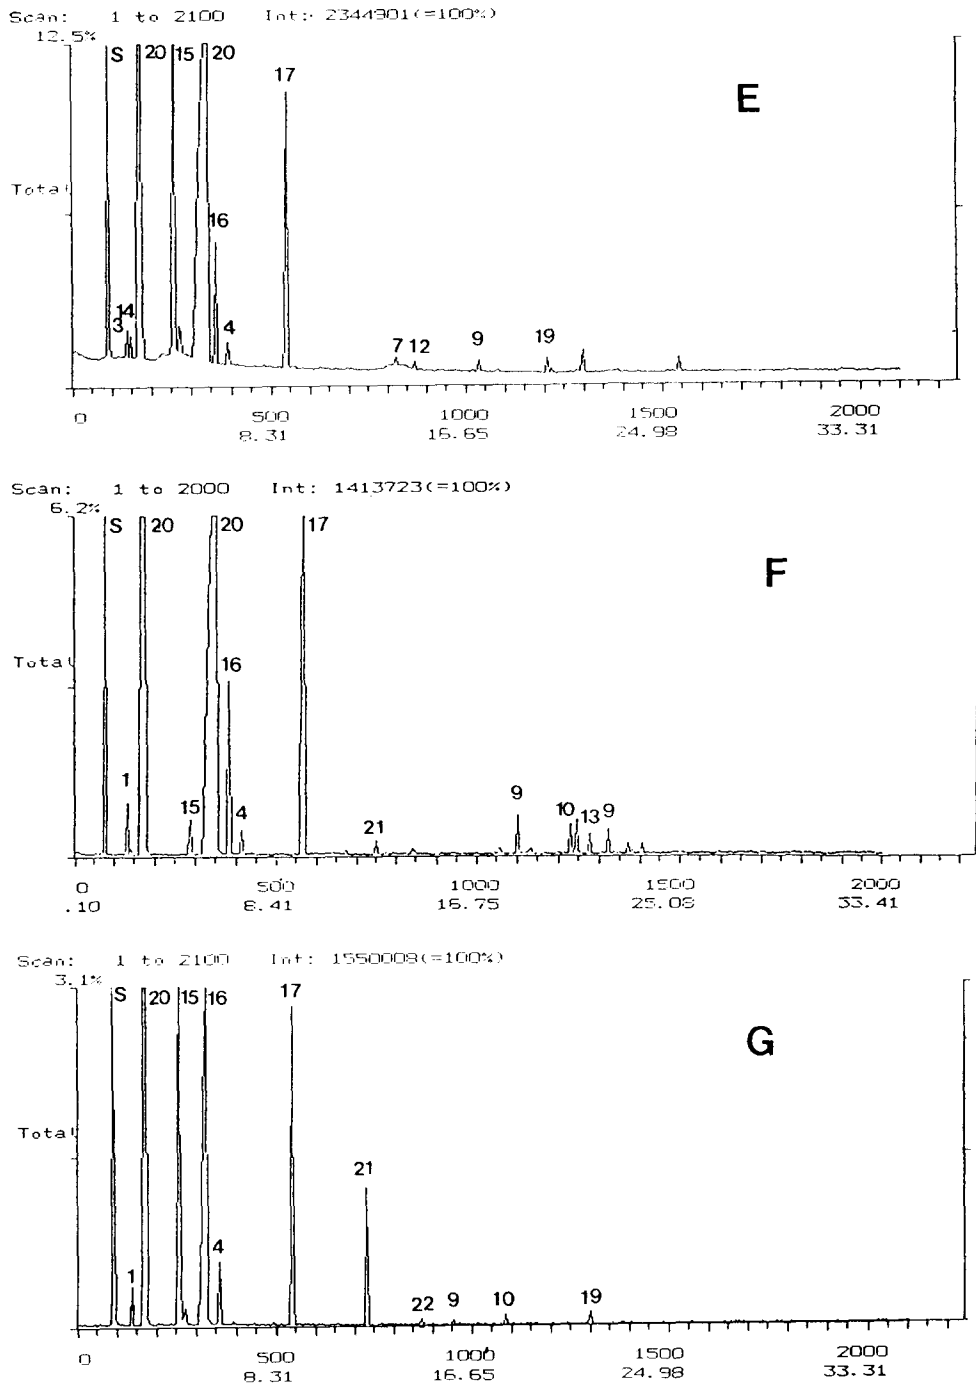 Scan: 1 to 2100 Int: 2344901(=100%)
12.5%
S 20 15 20
17
E
Total
16
14
3 4
7 12 9 19
0 500 1000 1500 2000
8.31 16.65 24.98 33.31
Scan: 1 to 2000 Int: 1413723(=100%)
6.2%
S 20 20 17
F
Total
16
1
15 4 21 9 10 13 9
0 500 1000 1500 2000
.10 8.41 16.75 25.08 33.41
Scan: 1 to 2100 Int: 1550008(=100%)
3.1%
S 20 15 16 17
G
Total
21
1 4
22 9 10 19
0 500 1000 1500 2000
8.31 16.65 24.98 33.31